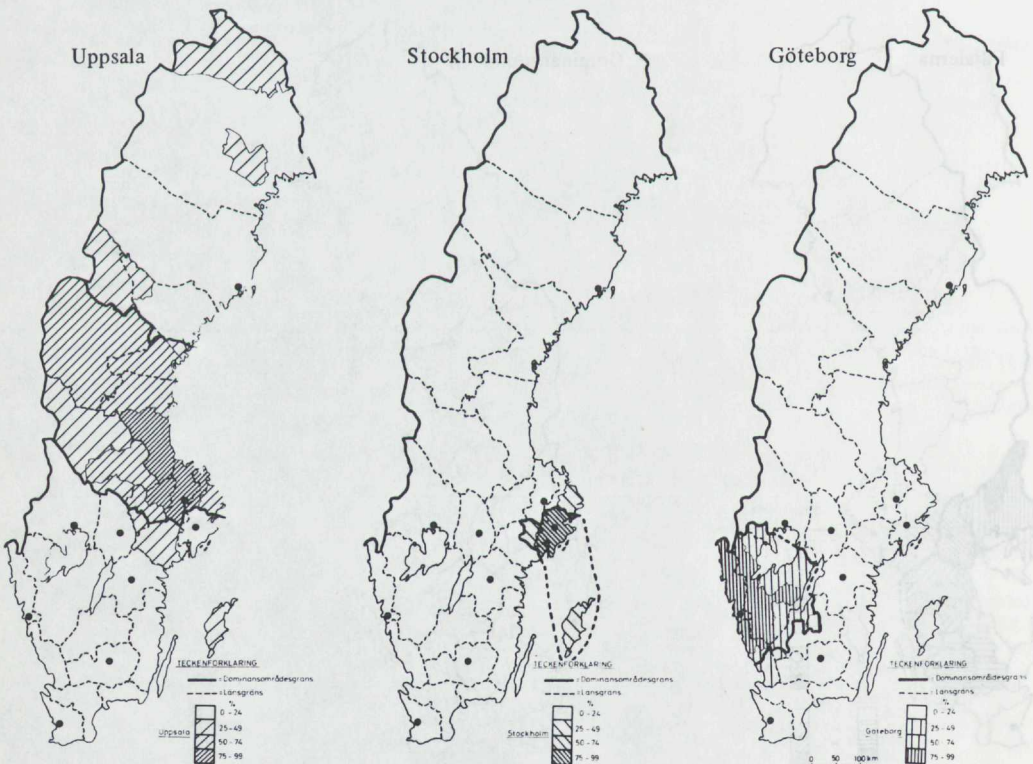 Uppsala
Stockholm
Göteborg
TECKENFÖRKLARING
= Dominansområdesgräns
= Länsgräns
%
Uppsala
0 - 24
25 - 49
50 - 74
75 - 99
TECKENFÖRKLARING
= Dominansområdesgräns
= Länsgräns
%
Stockholm
0 - 24
25 - 49
50 - 74
75 - 99
TECKENFÖRKLARING
= Dominansområdesgräns
= Länsgräns
%
Göteborg
0 - 24
25 - 49
50 - 74
75 - 99
0 50 100 km